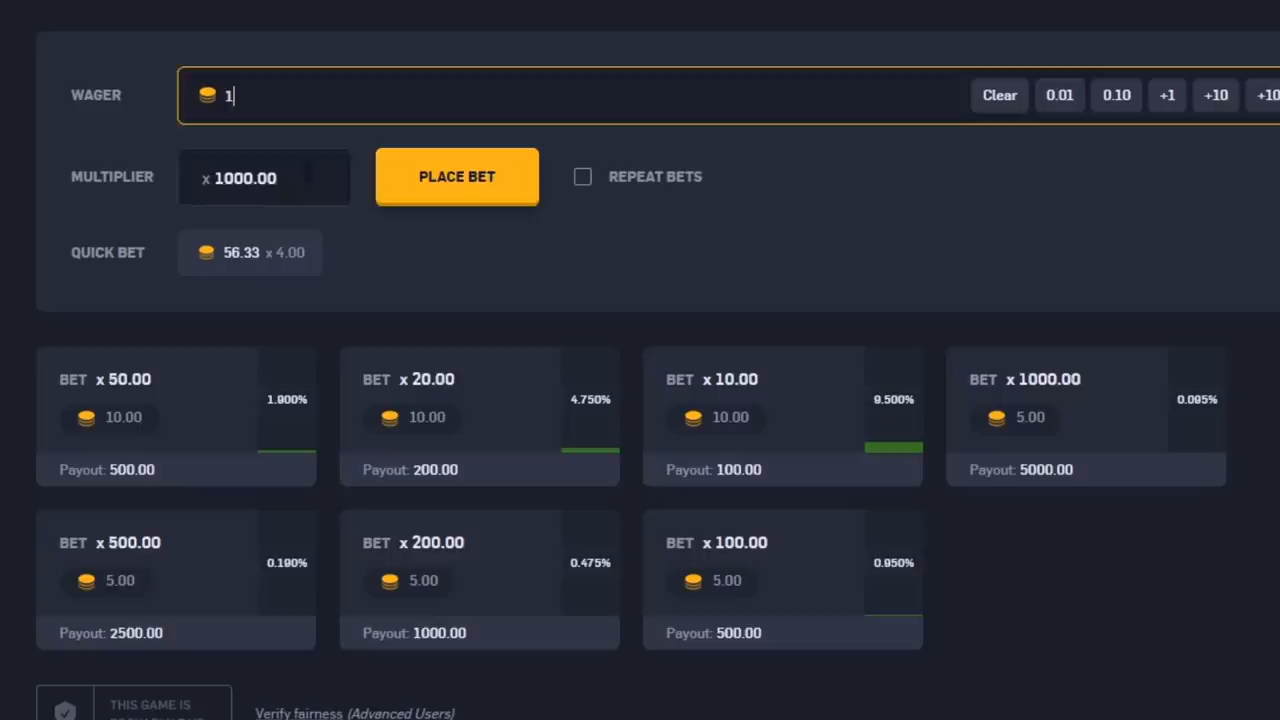 WAGER 1 Clear 0.01 0.10 +1 +10 +10
MULTIPLIER x 1000.00 PLACE BET REPEAT BETS
QUICK BET 56.33 x 4.00
BET x 50.00
10.00
1.900%
Payout: 500.00
BET x 20.00
10.00
4.750%
Payout: 200.00
BET x 10.00
10.00
9.500%
Payout: 100.00
BET x 1000.00
5.00
0.095%
Payout: 5000.00
BET x 500.00
5.00
0.190%
Payout: 2500.00
BET x 200.00
5.00
0.475%
Payout: 1000.00
BET x 100.00
5.00
0.950%
Payout: 500.00
THIS GAME IS
Verify fairness (Advanced Users)